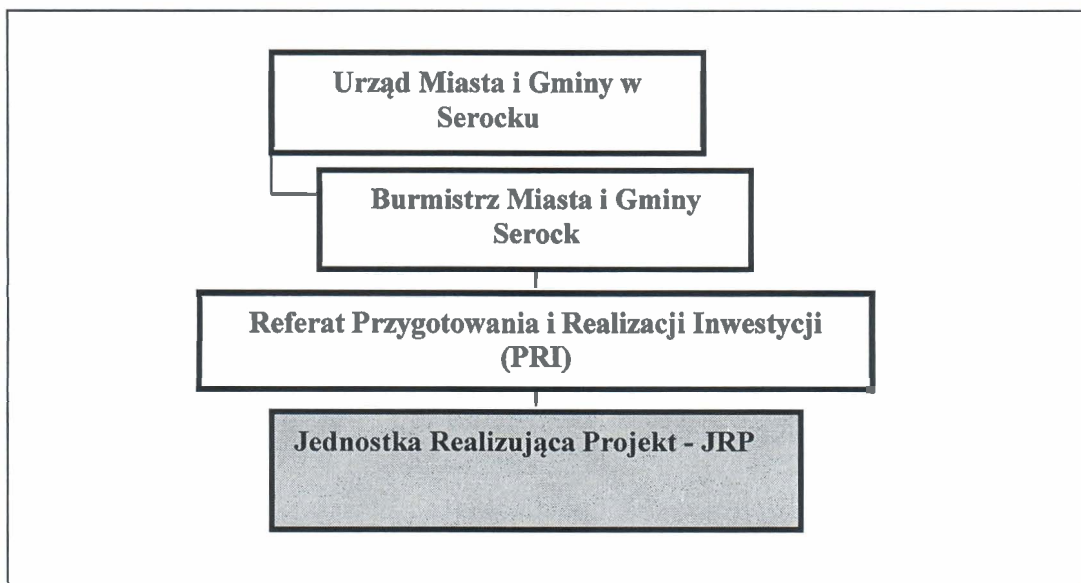 Urząd Miasta i Gminy w
Serocku
Burmistrz Miasta i Gminy
Serock
Referat Przygotowania i Realizacji Inwestycji
(PRI)
Jednostka Realizująca Projekt - JRP